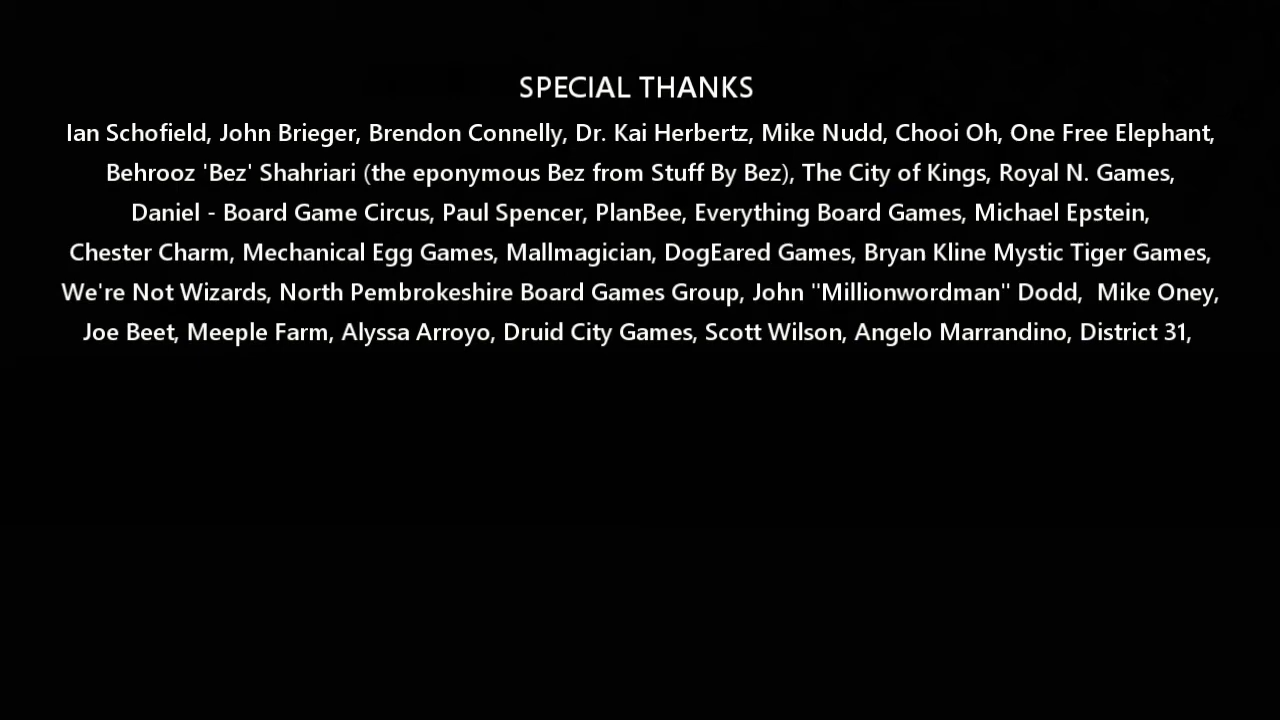 SPECIAL THANKS
Ian Schofield, John Brieger, Brendon Connelly, Dr. Kai Herbertz, Mike Nudd, Chooi Oh, One Free Elephant,
Behrooz 'Bez' Shahriari (the eponymous Bez from Stuff By Bez), The City of Kings, Royal N. Games,
Daniel - Board Game Circus, Paul Spencer, PlanBee, Everything Board Games, Michael Epstein,
Chester Charm, Mechanical Egg Games, Mallmagician, DogEared Games, Bryan Kline Mystic Tiger Games,
We're Not Wizards, North Pembrokeshire Board Games Group, John "Millionwordman" Dodd,  Mike Oney,
Joe Beet, Meeple Farm, Alyssa Arroyo, Druid City Games, Scott Wilson, Angelo Marrandino, District 31,